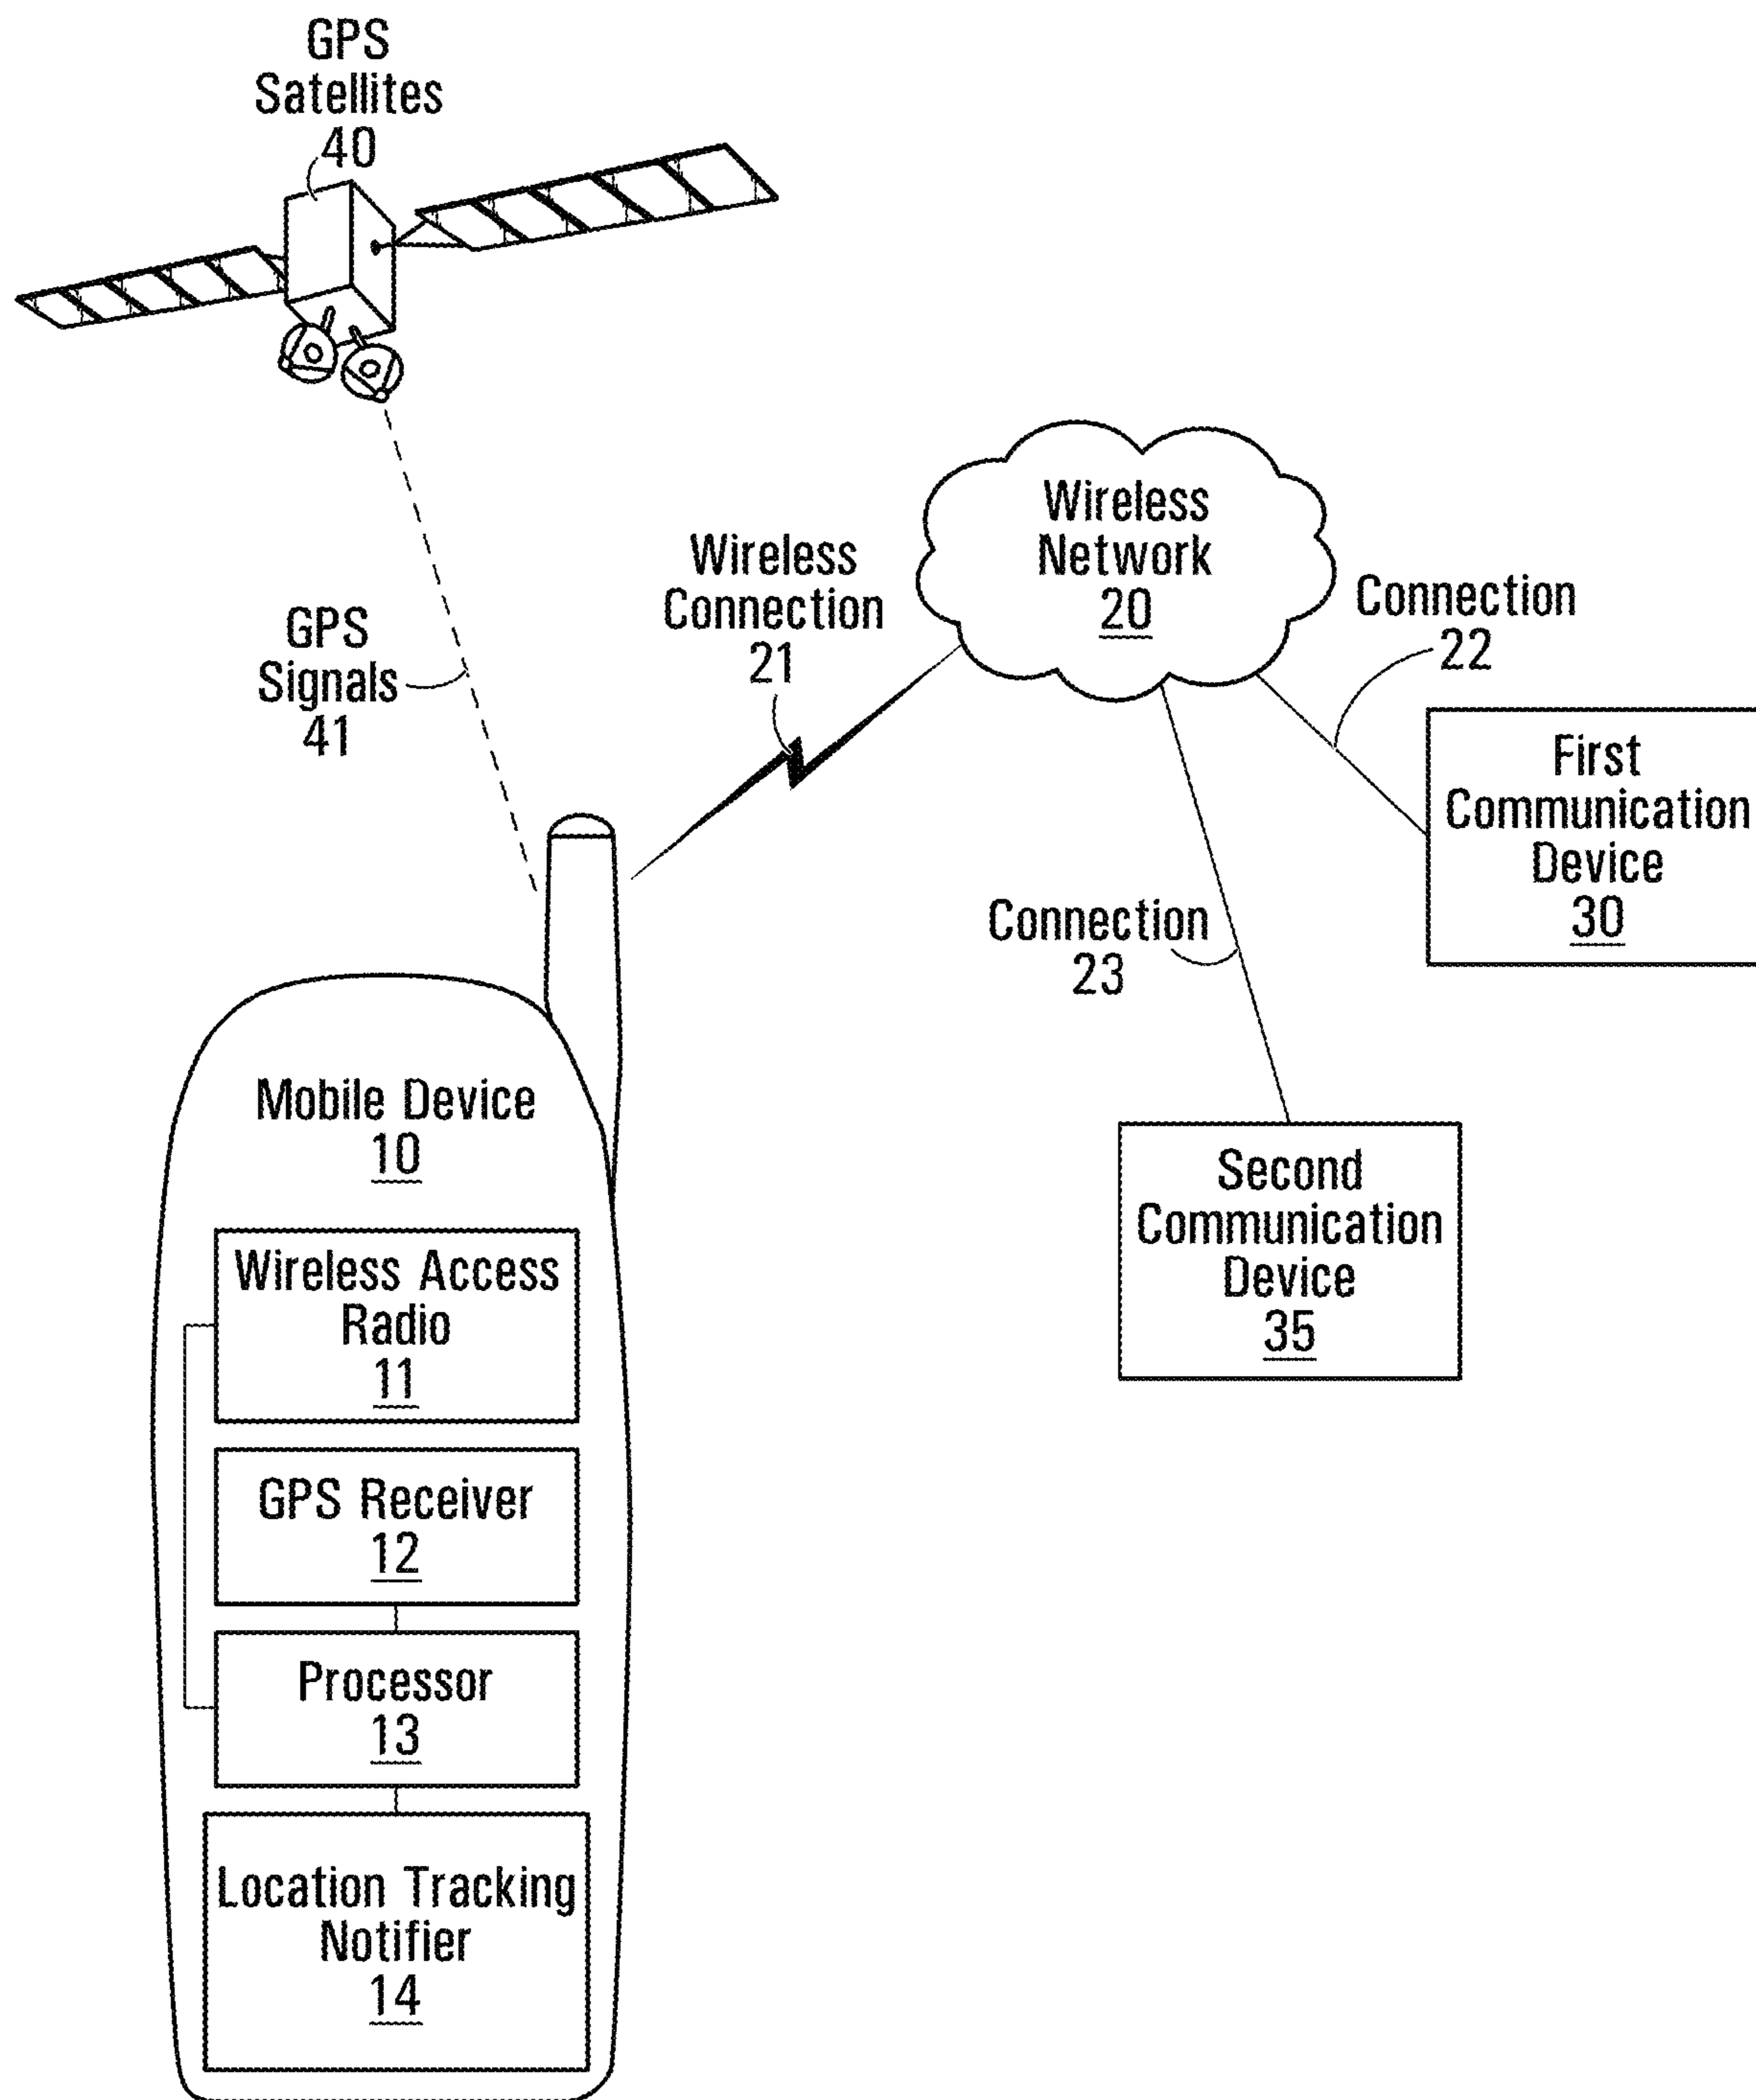 GPS
Satellites
40
Wireless
Network
20
Wireless
Connection
21
Connection
22
GPS
Signals
41
First
Communication
Device
30
Connection
23
Mobile Device
10
Second
Communication
Device
35
Wireless Access
Radio
11
GPS Receiver
12
Processor
13
Location Tracking
Notifier
14